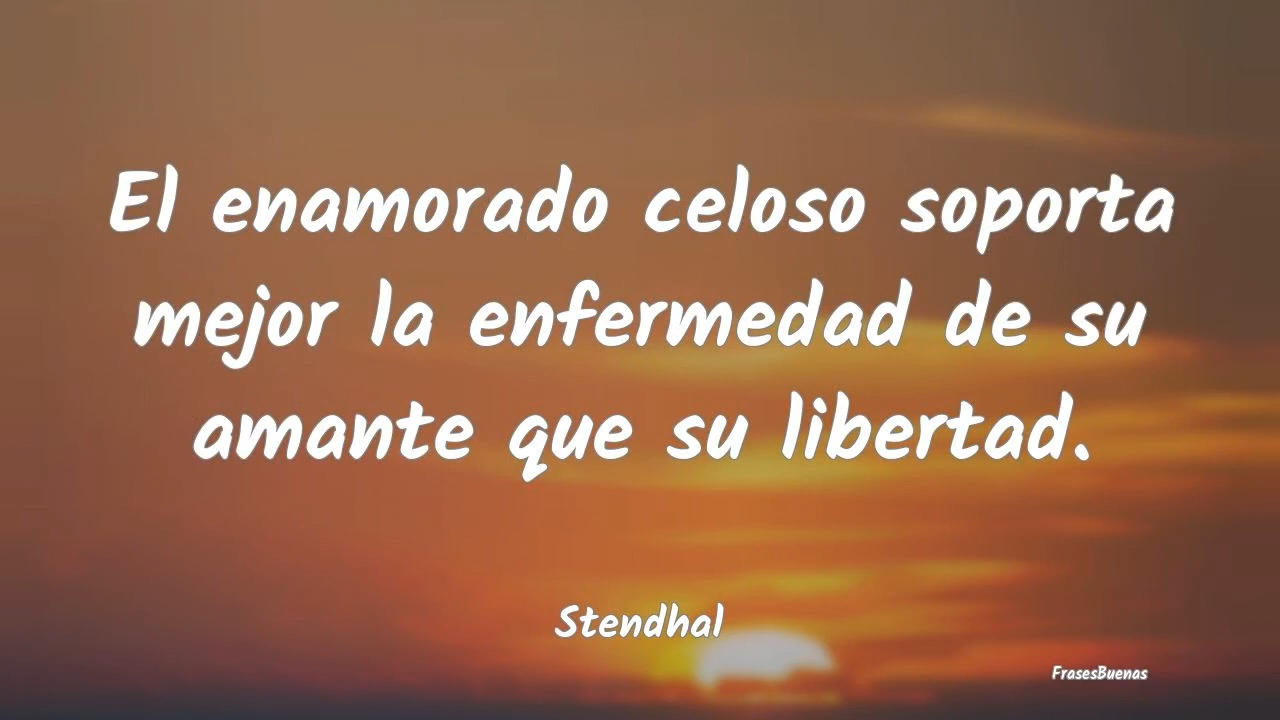 El enamorado celoso soporta
mejor la enfermedad de su
amante que su libertad.
Stendhal
FrasesBuenas